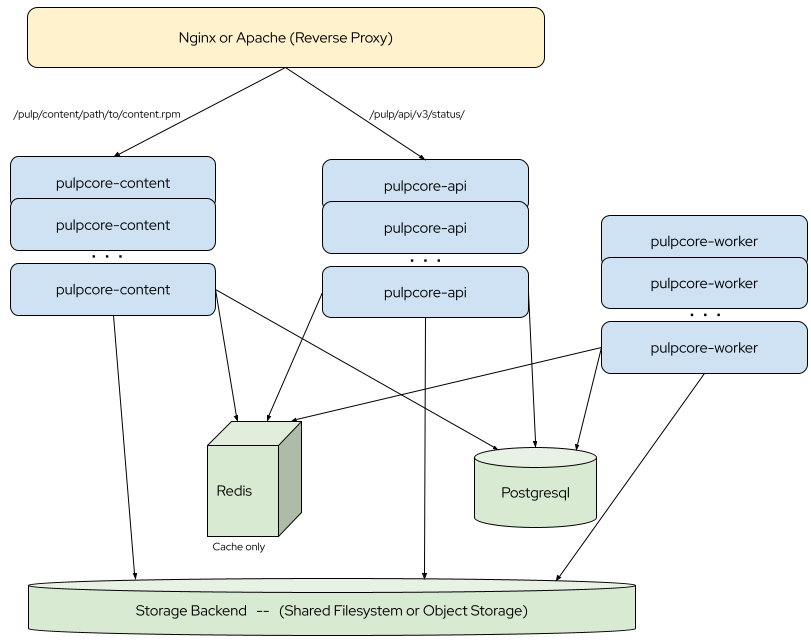 Nginx or Apache (Reverse Proxy)
/pulp/content/path/to/content.rpm
/pulp/api/v3/status/
pulpcore-content
pulpcore-content
. . .
pulpcore-content
pulpcore-api
pulpcore-api
. . .
pulpcore-api
pulpcore-worker
pulpcore-worker
. . .
pulpcore-worker
Redis
Cache only
Postgresql
Storage Backend -- (Shared Filesystem or Object Storage)